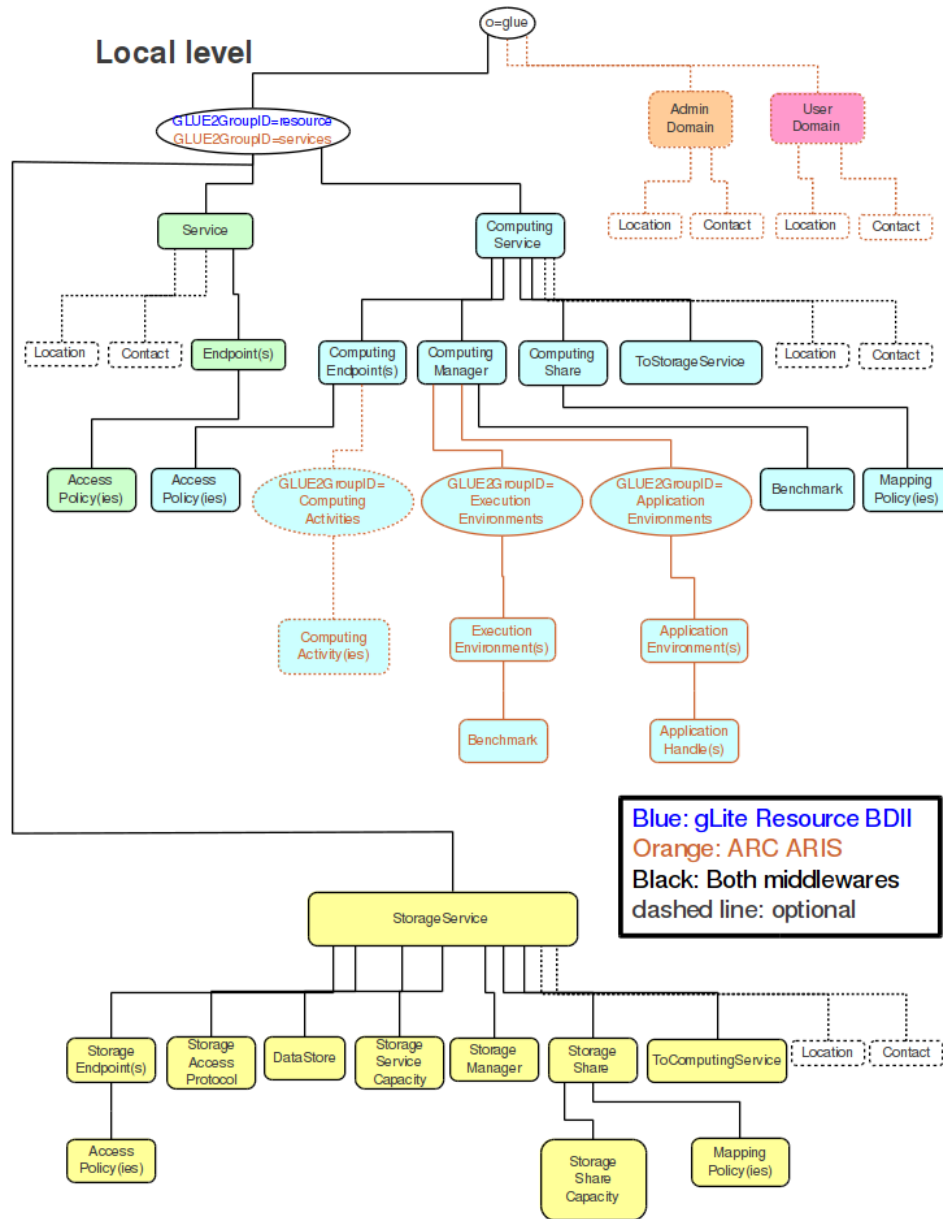 o=glue
Local level
GLUE2GroupID=resource
GLUE2GroupID=services
Admin
Domain
User
Domain
Location
Contact
Location
Contact
Service
Computing
Service
Location
Contact
Endpoint(s)
Computing
Endpoint(s)
Computing
Manager
Computing
Share
ToStorageService
Location
Contact
Access
Policy(ies)
Access
Policy(ies)
GLUE2GroupID=
Computing
Activities
GLUE2GroupID=
Execution
Environments
GLUE2GroupID=
Application
Environments
Benchmark
Mapping
Policy(ies)
Computing
Activity(ies)
Execution
Environment(s)
Application
Environment(s)
Benchmark
Application
Handle(s)
Blue: gLite Resource BDII
Orange: ARC ARIS
Black: Both middlewares
dashed line: optional
StorageService
Storage
Endpoint(s)
Storage
Access
Protocol
DataStore
Storage
Service
Capacity
Storage
Manager
Storage
Share
ToComputingService
Location
Contact
Access
Policy(ies)
Storage
Share
Capacity
Mapping
Policy(ies)